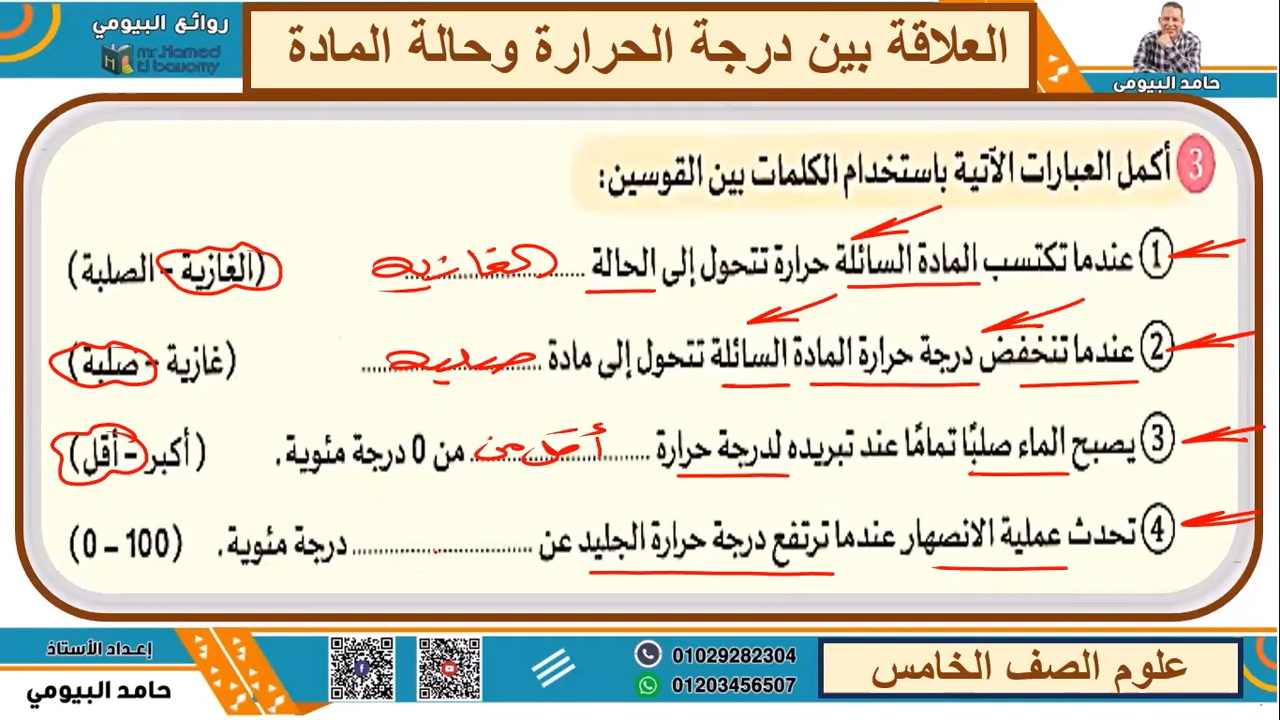 روائع البيومي
mr.Hamed
El bauomy
العلاقة بين درجة الحرارة وحالة المادة
حامد البيومى
3 أكمل العبارات الآتية باستخدام الكلمات بين القوسين:
1 عندما تكتسب المادة السائلة حرارة تتحول إلى الحالة الغازية (الغازية - الصلبة)
2 عندما تنخفض درجة حرارة المادة السائلة تتحول إلى مادة صلبة (غازية - صلبة)
3 يصبح الماء صلبًا تمامًا عند تبريده لدرجة حرارة أقل من من 0 درجة مئوية. (أكبر - أقل)
4 تحدث عملية الانصهار عندما ترتفع درجة حرارة الجليد عن ........ درجة مئوية. (100 – 0)
إعداد الأستاذ
حامد البيومي
01029282304
01203456507
علوم الصف الخامس